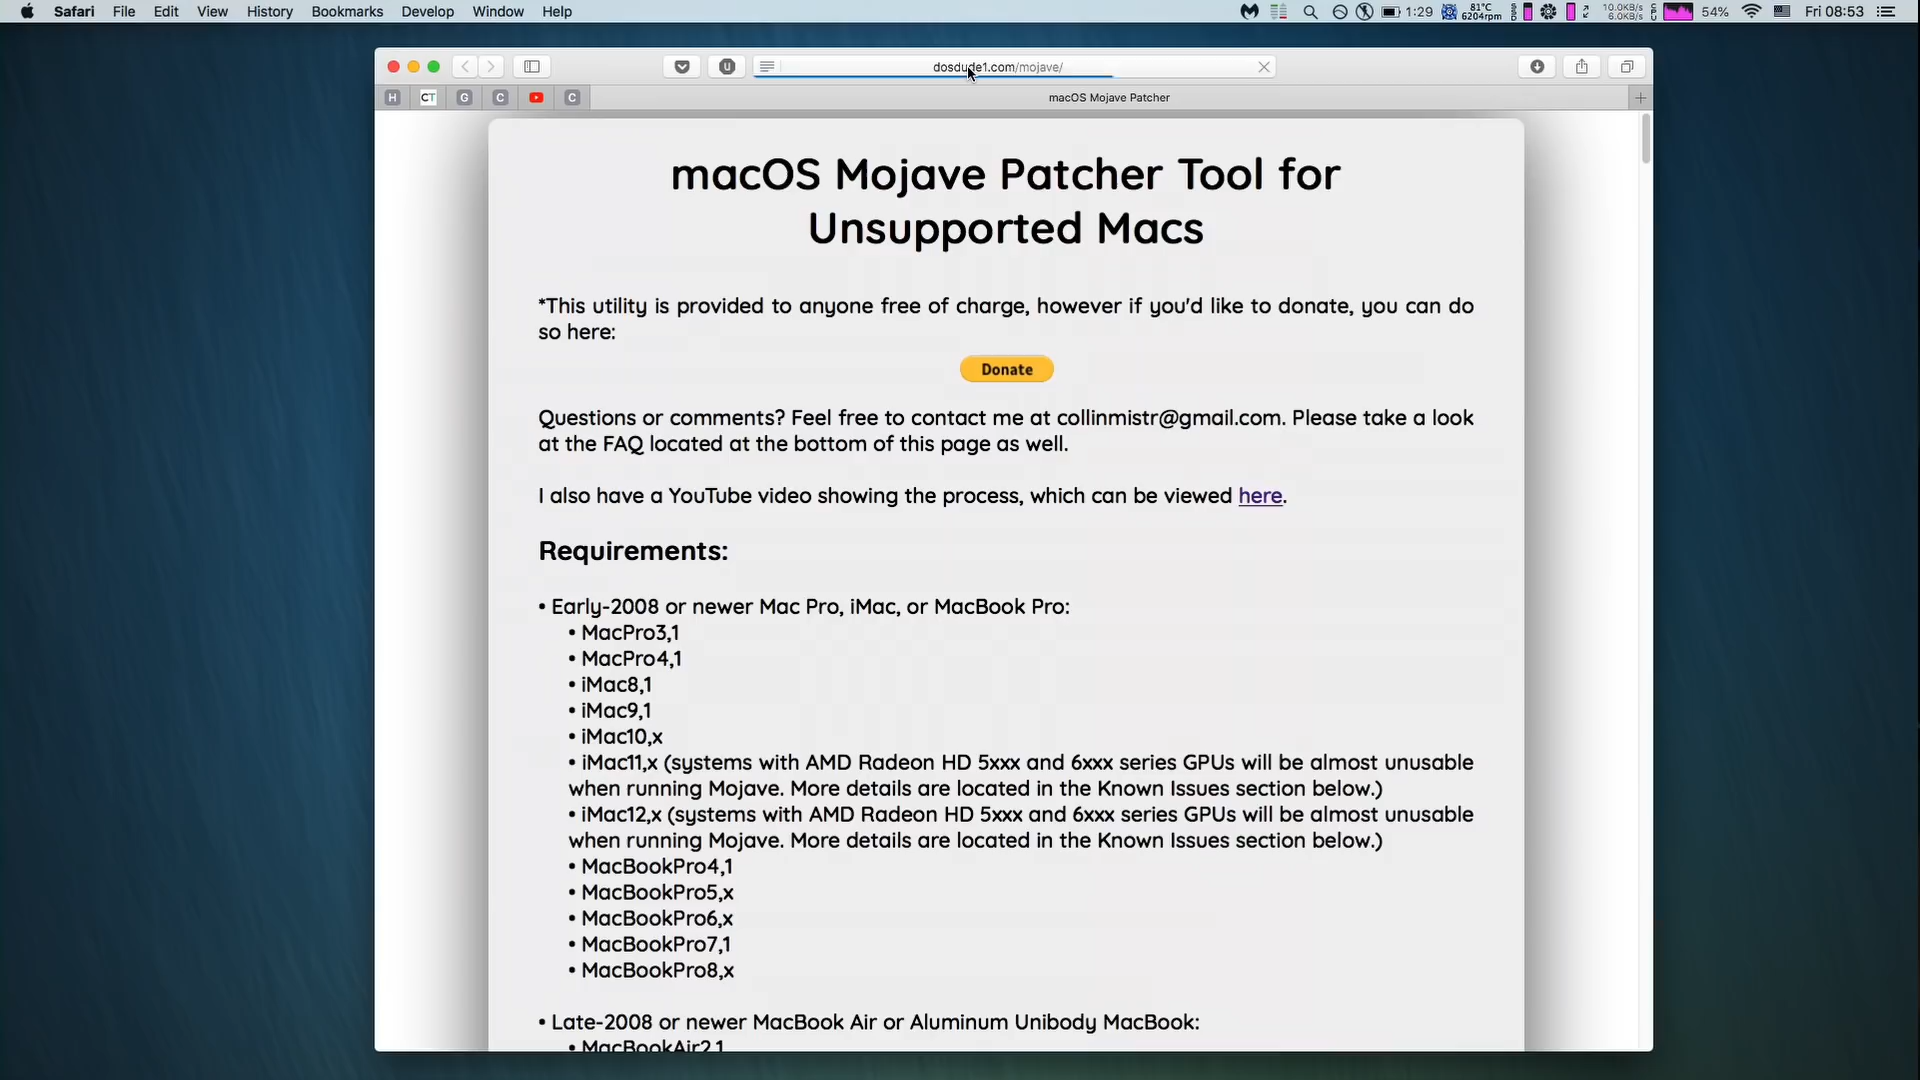 Safari File Edit View History Bookmarks Develop Window Help
1:29 81°C 6204rpm 10.0KB/s 6.0KB/s 54% Fri 08:53
dosdude1.com/mojave/
H CT G C C macOS Mojave Patcher
macOS Mojave Patcher Tool for
Unsupported Macs
*This utility is provided to anyone free of charge, however if you'd like to donate, you can do
so here:
Donate
Questions or comments? Feel free to contact me at collinmistr@gmail.com. Please take a look
at the FAQ located at the bottom of this page as well.
I also have a YouTube video showing the process, which can be viewed here.
Requirements:
• Early-2008 or newer Mac Pro, iMac, or MacBook Pro:
• MacPro3,1
• MacPro4,1
• iMac8,1
• iMac9,1
• iMac10,x
• iMac11,x (systems with AMD Radeon HD 5xxx and 6xxx series GPUs will be almost unusable
when running Mojave. More details are located in the Known Issues section below.)
• iMac12,x (systems with AMD Radeon HD 5xxx and 6xxx series GPUs will be almost unusable
when running Mojave. More details are located in the Known Issues section below.)
• MacBookPro4,1
• MacBookPro5,x
• MacBookPro6,x
• MacBookPro7,1
• MacBookPro8,x
• Late-2008 or newer MacBook Air or Aluminum Unibody MacBook:
• MacBookAir2,1